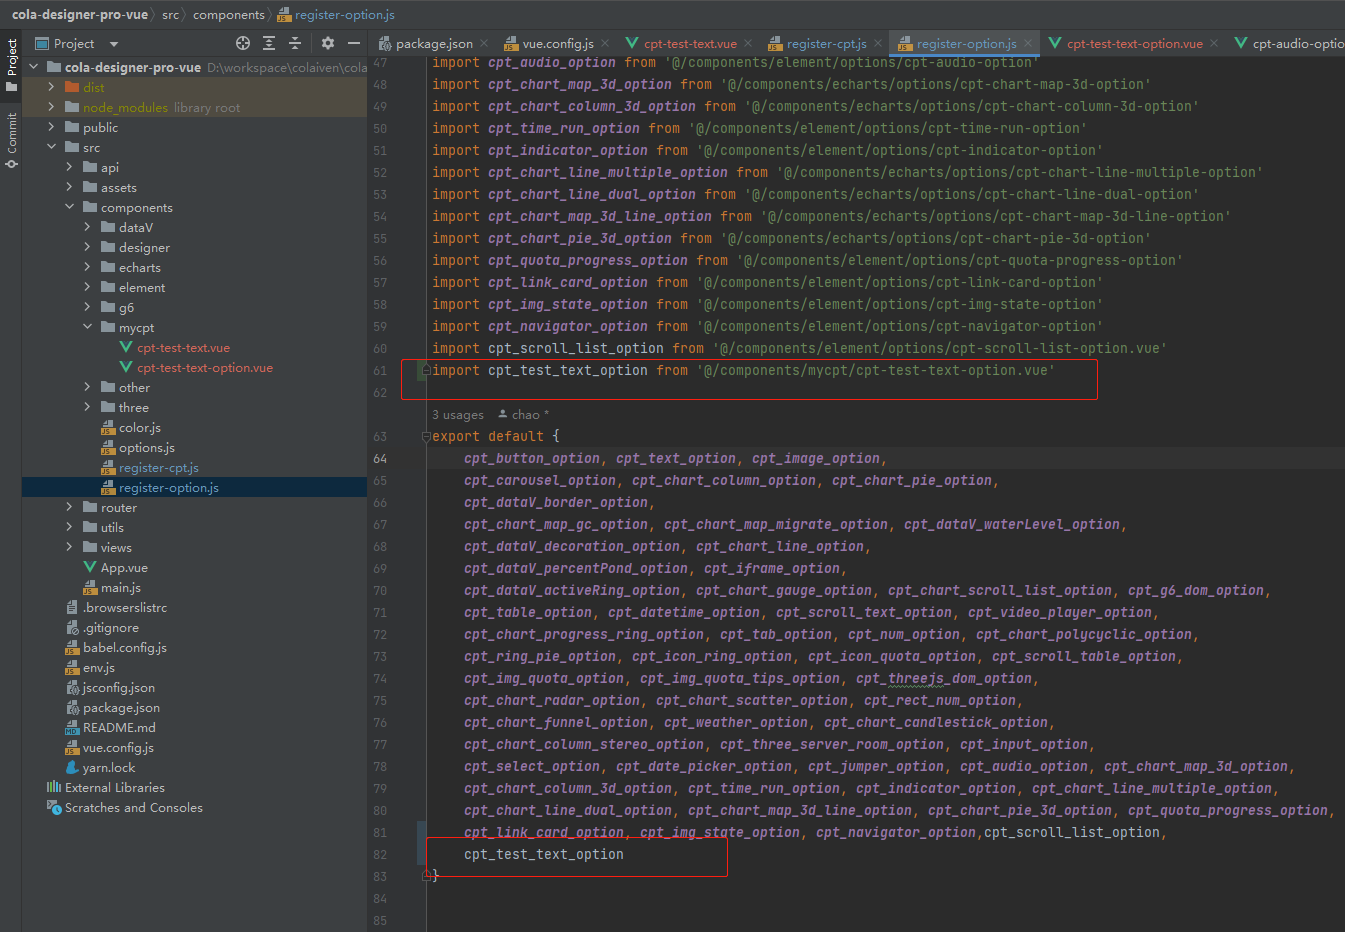 cola-designer-pro-vue src components register-option.js
Project
Commit
Project
package.json vue.config.js cpt-test-text.vue register-cpt.js register-option.js cpt-test-text-option.vue cpt-audio-optio
cola-designer-pro-vue D:\workspace\colaiven\cola
dist
node_modules library root
public
src
api
assets
components
dataV
designer
echarts
element
g6
mycpt
cpt-test-text.vue
cpt-test-text-option.vue
other
three
color.js
options.js
register-cpt.js
register-option.js
router
utils
views
App.vue
main.js
.browserslistrc
.gitignore
babel.config.js
env.js
jsconfig.json
package.json
README.md
vue.config.js
yarn.lock
External Libraries
Scratches and Consoles
47 import cpt_audio_option from '@/components/element/options/cpt-audio-option'
48 import cpt_chart_map_3d_option from '@/components/echarts/options/cpt-chart-map-3d-option'
49 import cpt_chart_column_3d_option from '@/components/echarts/options/cpt-chart-column-3d-option'
50 import cpt_time_run_option from '@/components/element/options/cpt-time-run-option'
51 import cpt_indicator_option from '@/components/element/options/cpt-indicator-option'
52 import cpt_chart_line_multiple_option from '@/components/echarts/options/cpt-chart-line-multiple-option'
53 import cpt_chart_line_dual_option from '@/components/echarts/options/cpt-chart-line-dual-option'
54 import cpt_chart_map_3d_line_option from '@/components/echarts/options/cpt-chart-map-3d-line-option'
55 import cpt_chart_pie_3d_option from '@/components/echarts/options/cpt-chart-pie-3d-option'
56 import cpt_quota_progress_option from '@/components/element/options/cpt-quota-progress-option'
57 import cpt_link_card_option from '@/components/element/options/cpt-link-card-option'
58 import cpt_img_state_option from '@/components/element/options/cpt-img-state-option'
59 import cpt_navigator_option from '@/components/element/options/cpt-navigator-option'
60 import cpt_scroll_list_option from '@/components/element/options/cpt-scroll-list-option.vue'
61 import cpt_test_text_option from '@/components/mycpt/cpt-test-text-option.vue'
62
3 usages chao *
63 export default {
64 cpt_button_option, cpt_text_option, cpt_image_option,
65 cpt_carousel_option, cpt_chart_column_option, cpt_chart_pie_option,
66 cpt_dataV_border_option,
67 cpt_chart_map_gc_option, cpt_chart_map_migrate_option, cpt_dataV_waterLevel_option,
68 cpt_dataV_decoration_option, cpt_chart_line_option,
69 cpt_dataV_percentPond_option, cpt_iframe_option,
70 cpt_dataV_activeRing_option, cpt_chart_gauge_option, cpt_chart_scroll_list_option, cpt_g6_dom_option,
71 cpt_table_option, cpt_datetime_option, cpt_scroll_text_option, cpt_video_player_option,
72 cpt_chart_progress_ring_option, cpt_tab_option, cpt_num_option, cpt_chart_polycyclic_option,
73 cpt_ring_pie_option, cpt_icon_ring_option, cpt_icon_quota_option, cpt_scroll_table_option,
74 cpt_img_quota_option, cpt_img_quota_tips_option, cpt_threejs_dom_option,
75 cpt_chart_radar_option, cpt_chart_scatter_option, cpt_rect_num_option,
76 cpt_chart_funnel_option, cpt_weather_option, cpt_chart_candlestick_option,
77 cpt_chart_column_stereo_option, cpt_three_server_room_option, cpt_input_option,
78 cpt_select_option, cpt_date_picker_option, cpt_jumper_option, cpt_audio_option, cpt_chart_map_3d_option,
79 cpt_chart_column_3d_option, cpt_time_run_option, cpt_indicator_option, cpt_chart_line_multiple_option,
80 cpt_chart_line_dual_option, cpt_chart_map_3d_line_option, cpt_chart_pie_3d_option, cpt_quota_progress_option,
81 cpt_link_card_option, cpt_img_state_option, cpt_navigator_option,cpt_scroll_list_option,
82 cpt_test_text_option
83 }
84
85